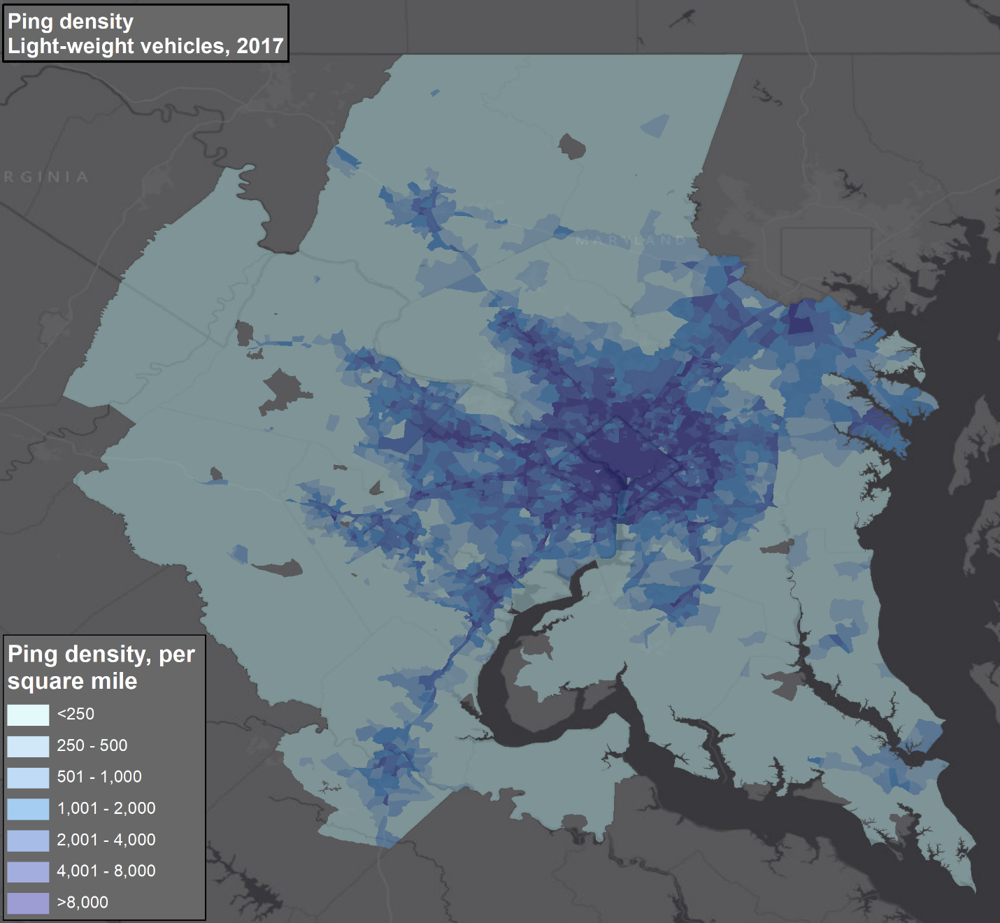 Ping density
Light-weight vehicles, 2017
RGINIA
MARYLAND
Ping density, per
square mile
<250
250 - 500
501 - 1,000
1,001 - 2,000
2,001 - 4,000
4,001 - 8,000
>8,000